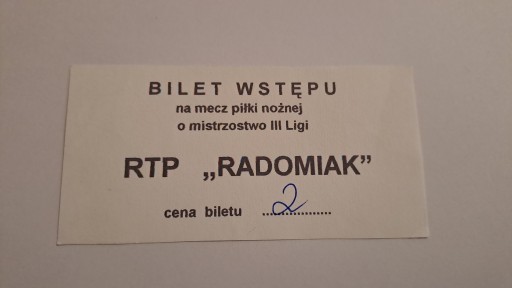 BILET WSTĘPU
na mecz piłki nożnej
o mistrzostwo III Ligi
RTP „RADOMIAK”
cena biletu ....2..............